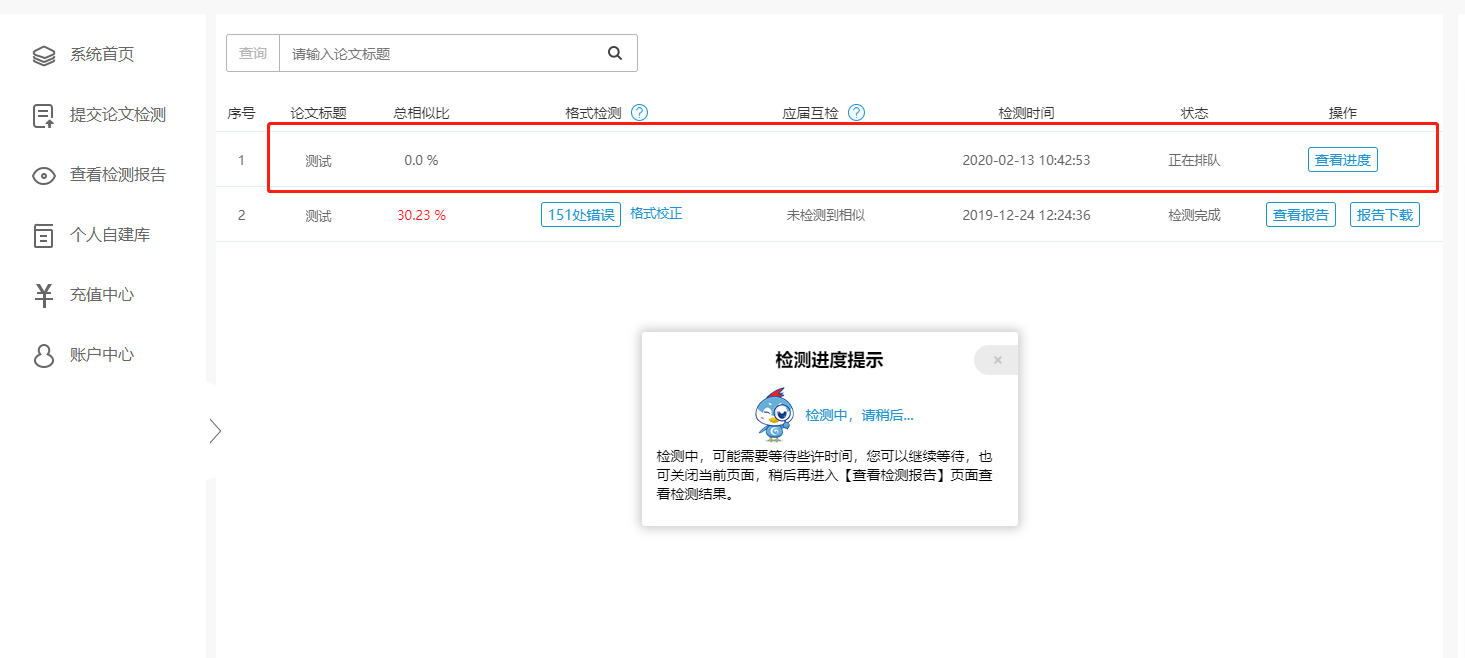 系统首页
提交论文检测
查看检测报告
个人自建库
充值中心
账户中心
查询 请输入论文标题
序号 论文标题 总相似比 格式检测 ? 应届互检 ? 检测时间 状态 操作
1 测试 0.0 % 2020-02-13 10:42:53 正在排队 查看进度
2 测试 30.23 % 151处错误 格式校正 未检测到相似 2019-12-24 12:24:36 检测完成 查看报告 报告下载
检测进度提示 ×
检测中，请稍后...
检测中，可能需要等待些许时间，您可以继续等待，也
可关闭当前页面，稍后再进入【查看检测报告】页面查
看检测结果。